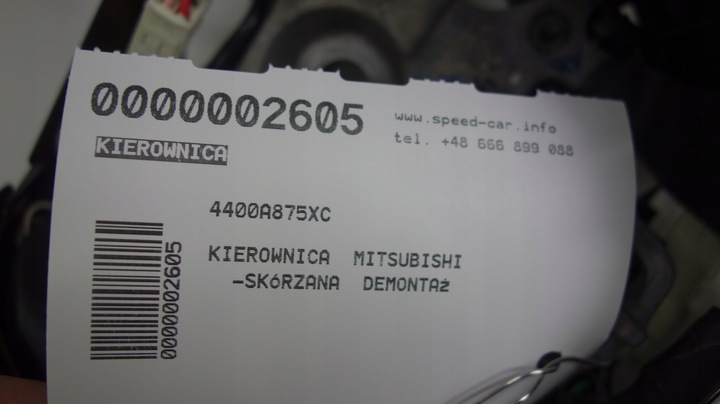 0000002605
www.speed-car.info
tel. +48 666 899 088
KIEROWNICA
4400A875XC
KIEROWNICA MITSUBISHI
-SKóRZANA DEMONTAż
0000002605